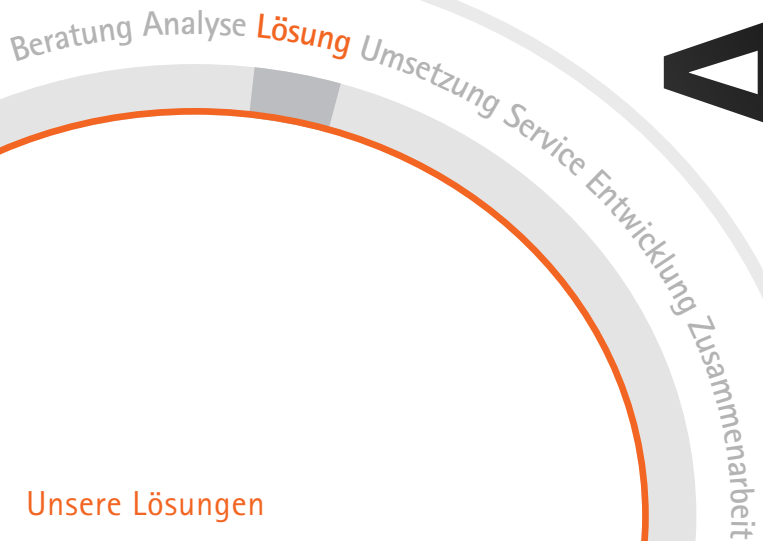 Beratung Analyse Lösung Umsetzung Service Entwicklung Zusammenarbeit
A
Unsere Lösungen